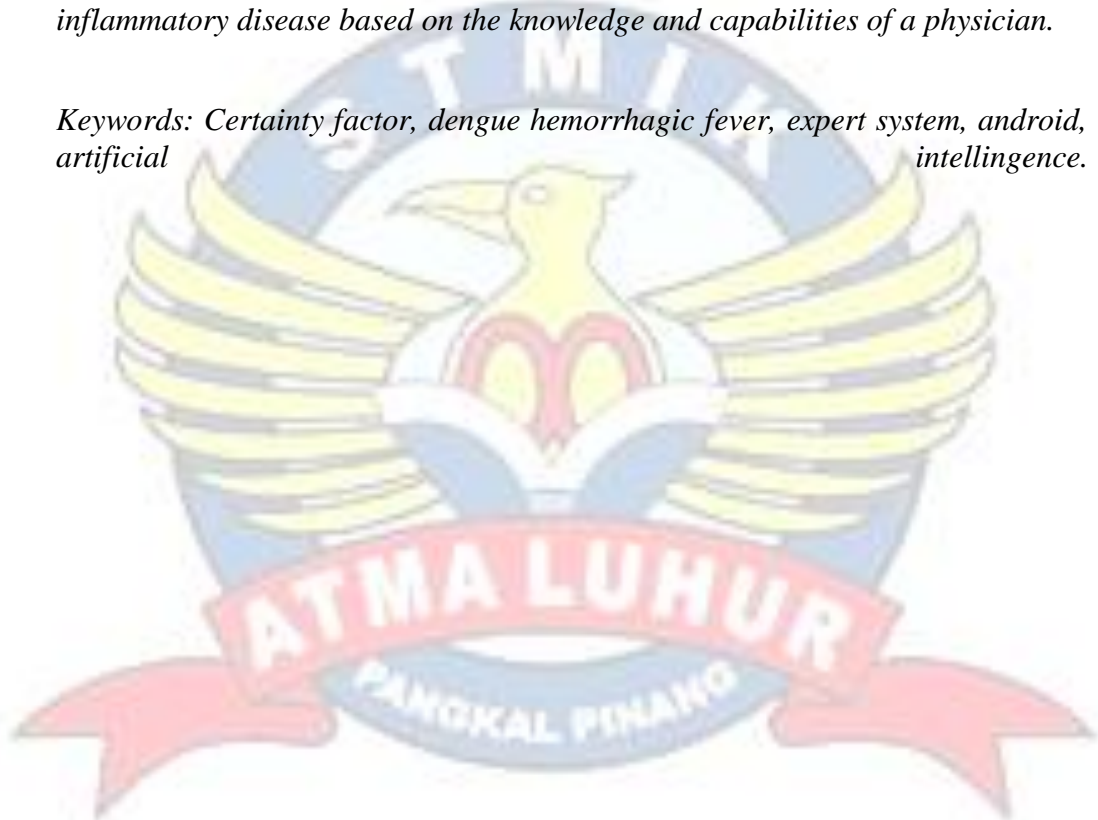 inflammatory disease based on the knowledge and capabilities of a physician.
Keywords: Certainty factor, dengue hemorrhagic fever, expert system, android,
artificial intellingence.
STMIK
ATMA LUHUR
PANGKAL PINANG